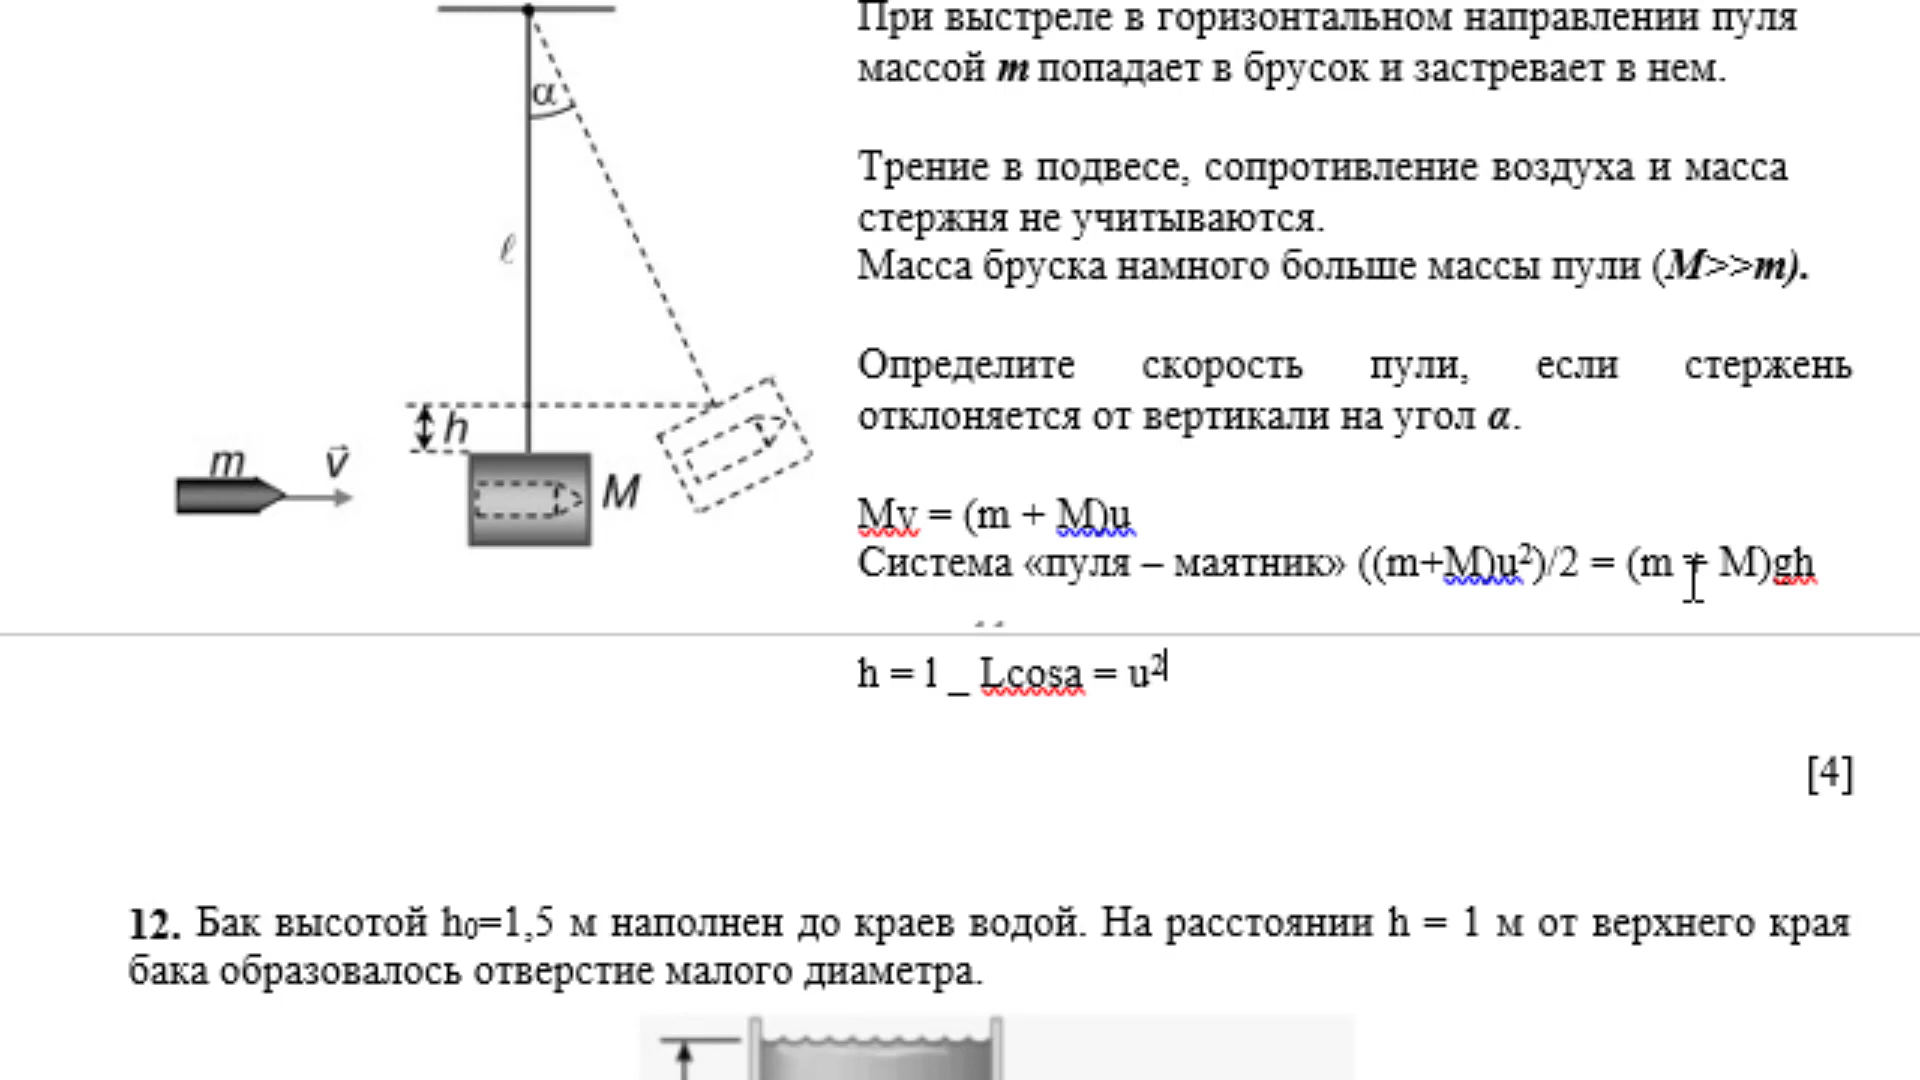 При выстреле в горизонтальном направлении пуля
массой m попадает в брусок и застревает в нем.
Трение в подвесе, сопротивление воздуха и масса
стержня не учитываются.
Масса бруска намного больше массы пули (M>>m).
Определите скорость пули, если стержень
отклоняется от вертикали на угол α.
Mv = (m + M)u
Система «пуля – маятник» ((m+M)u²)/2 = (m + M)gh
h = l _ Lcosa = u²
[4]
α
ℓ
h
m
v⃗
M
12. Бак высотой h₀=1,5 м наполнен до краев водой. На расстоянии h = 1 м от верхнего края
бака образовалось отверстие малого диаметра.